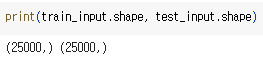 print(train_input.shape, test_input.shape)
(25000,) (25000,)